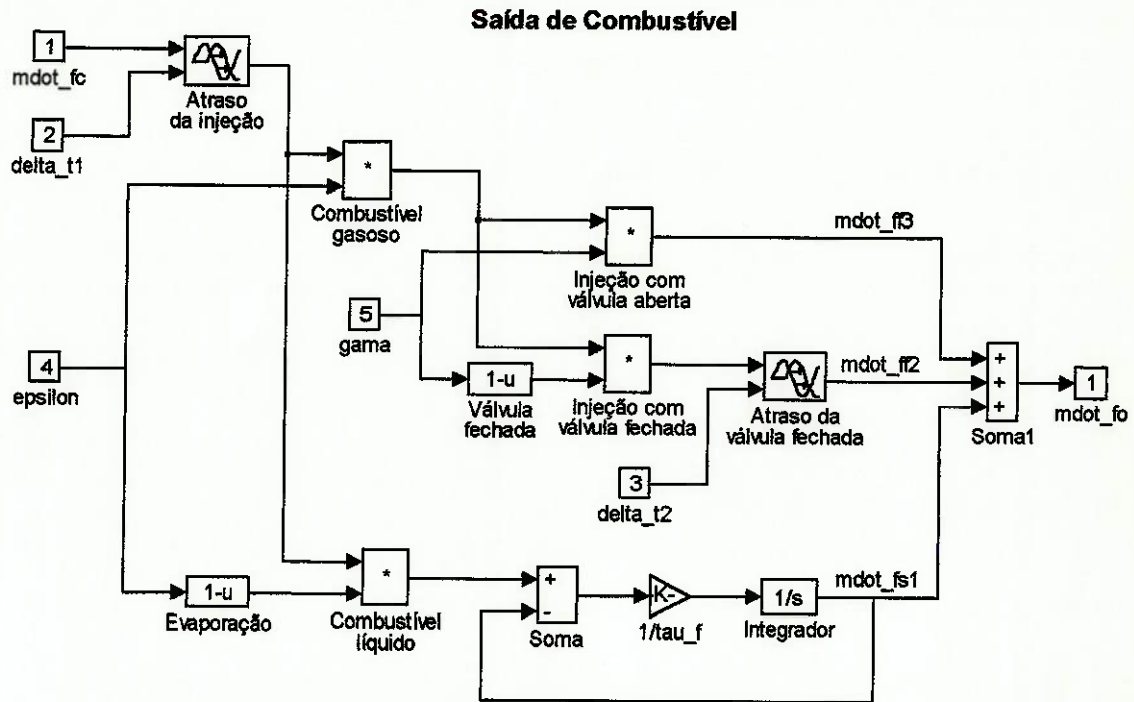 Saída de Combustível
1
mdot_fc
2
delta_t1
Atraso
da injeção
*
Combustível
gasoso
mdot_ff3
*
Injeção com
válvula aberta
5
gama
4
epsilon
1-u
Válvula
fechada
*
Injeção com
válvula fechada
mdot_ff2
Atraso da
válvula fechada
+
+
+
Soma1
1
mdot_fo
3
delta_t2
1-u
Evaporação
*
Combustível
líquido
+
-
Soma
K-
1/tau_f
1/s
Integrador
mdot_fs1